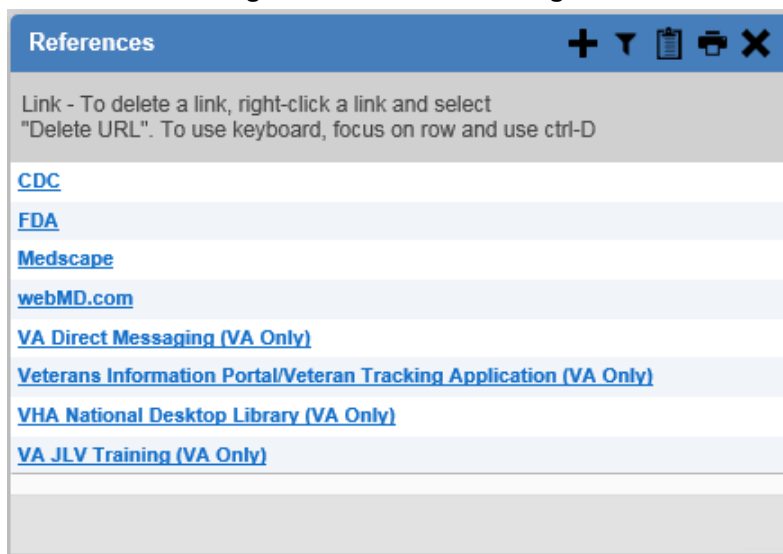 References
Link - To delete a link, right-click a link and select
"Delete URL". To use keyboard, focus on row and use ctrl-D
CDC
FDA
Medscape
webMD.com
VA Direct Messaging (VA Only)
Veterans Information Portal/Veteran Tracking Application (VA Only)
VHA National Desktop Library (VA Only)
VA JLV Training (VA Only)